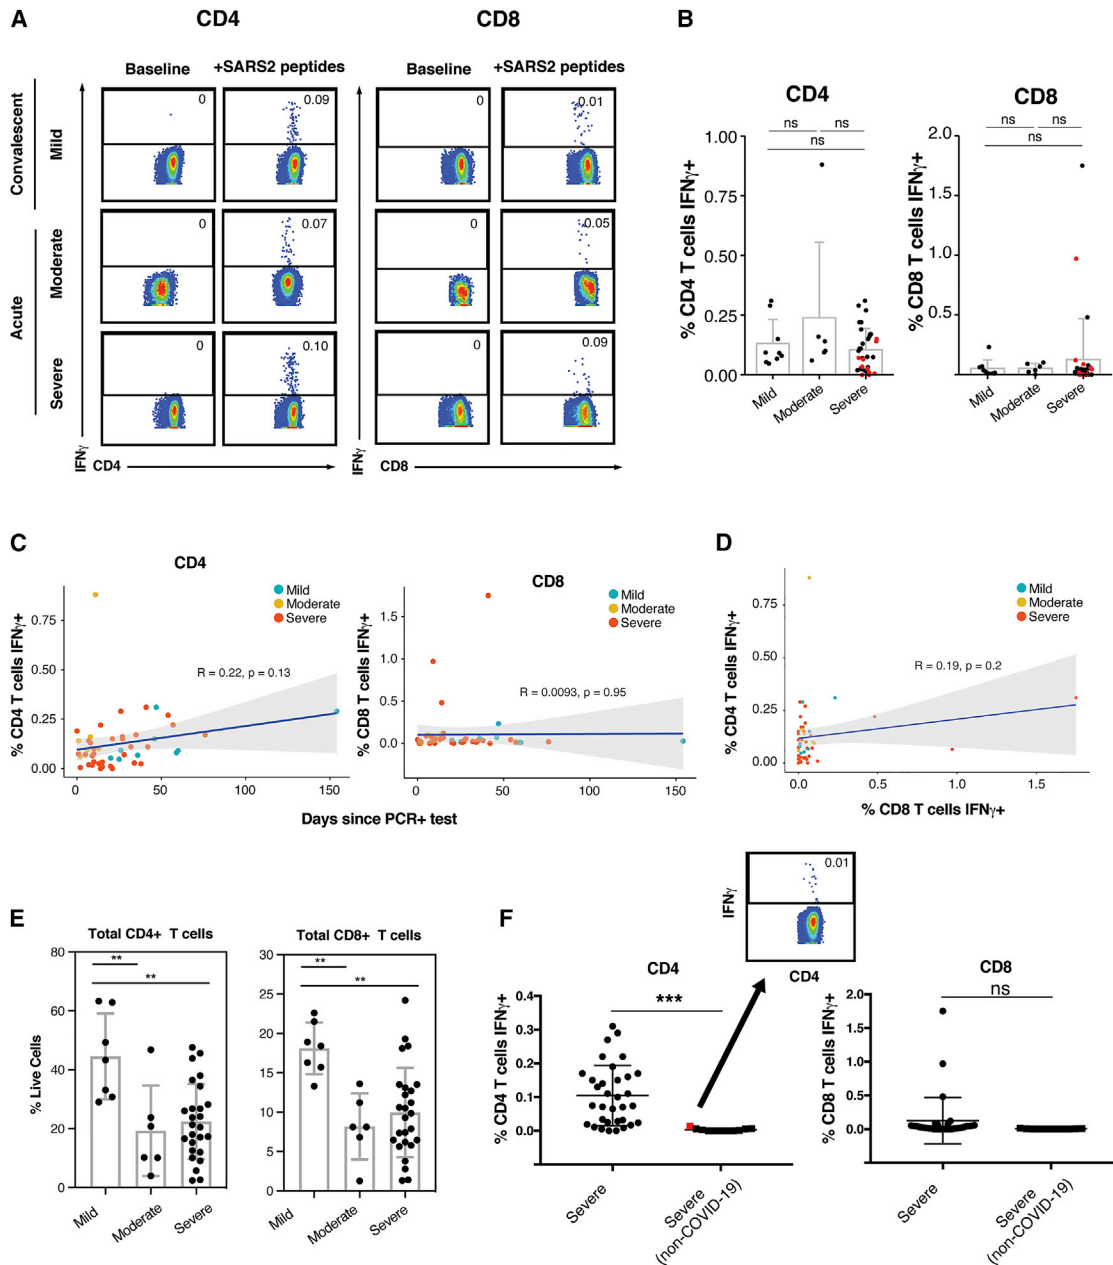 A
CD4
CD8
Baseline
+SARS2 peptides
Baseline
+SARS2 peptides
Convalescent
Mild
Acute
Moderate
Severe
0
0.09
0
0.01
0
0.07
0
0.05
0
0.10
0
0.09
IFNγ
CD4
IFNγ
CD8
B
CD4
ns
ns
ns
% CD4 T cells IFNγ+
1.00
0.75
0.50
0.25
0.00
Mild
Moderate
Severe
CD8
ns
ns
ns
% CD8 T cells IFNγ+
2.0
1.5
1.0
0.5
0.0
Mild
Moderate
Severe
C
CD4
Mild
Moderate
Severe
R = 0.22, p = 0.13
% CD4 T cells IFNγ+
0.75
0.50
0.25
0.00
0
50
100
150
CD8
Mild
Moderate
Severe
R = 0.0093, p = 0.95
% CD8 T cells IFNγ+
1.5
1.0
0.5
0.0
0
50
100
150
Days since PCR+ test
D
Mild
Moderate
Severe
R = 0.19, p = 0.2
% CD4 T cells IFNγ+
0.75
0.50
0.25
0.00
0.0
0.5
1.0
1.5
% CD8 T cells IFNγ+
E
Total CD4+ T cells
**
**
% Live Cells
80
60
40
20
0
Mild
Moderate
Severe
Total CD8+ T cells
**
**
30
25
20
15
10
5
0
Mild
Moderate
Severe
F
IFNγ
0.01
CD4
CD4
***
% CD4 T cells IFNγ+
0.4
0.3
0.2
0.1
0.0
Severe
Severe
(non-COVID-19)
CD8
ns
% CD8 T cells IFNγ+
2.0
1.5
1.0
0.5
0.0
Severe
Severe
(non-COVID-19)